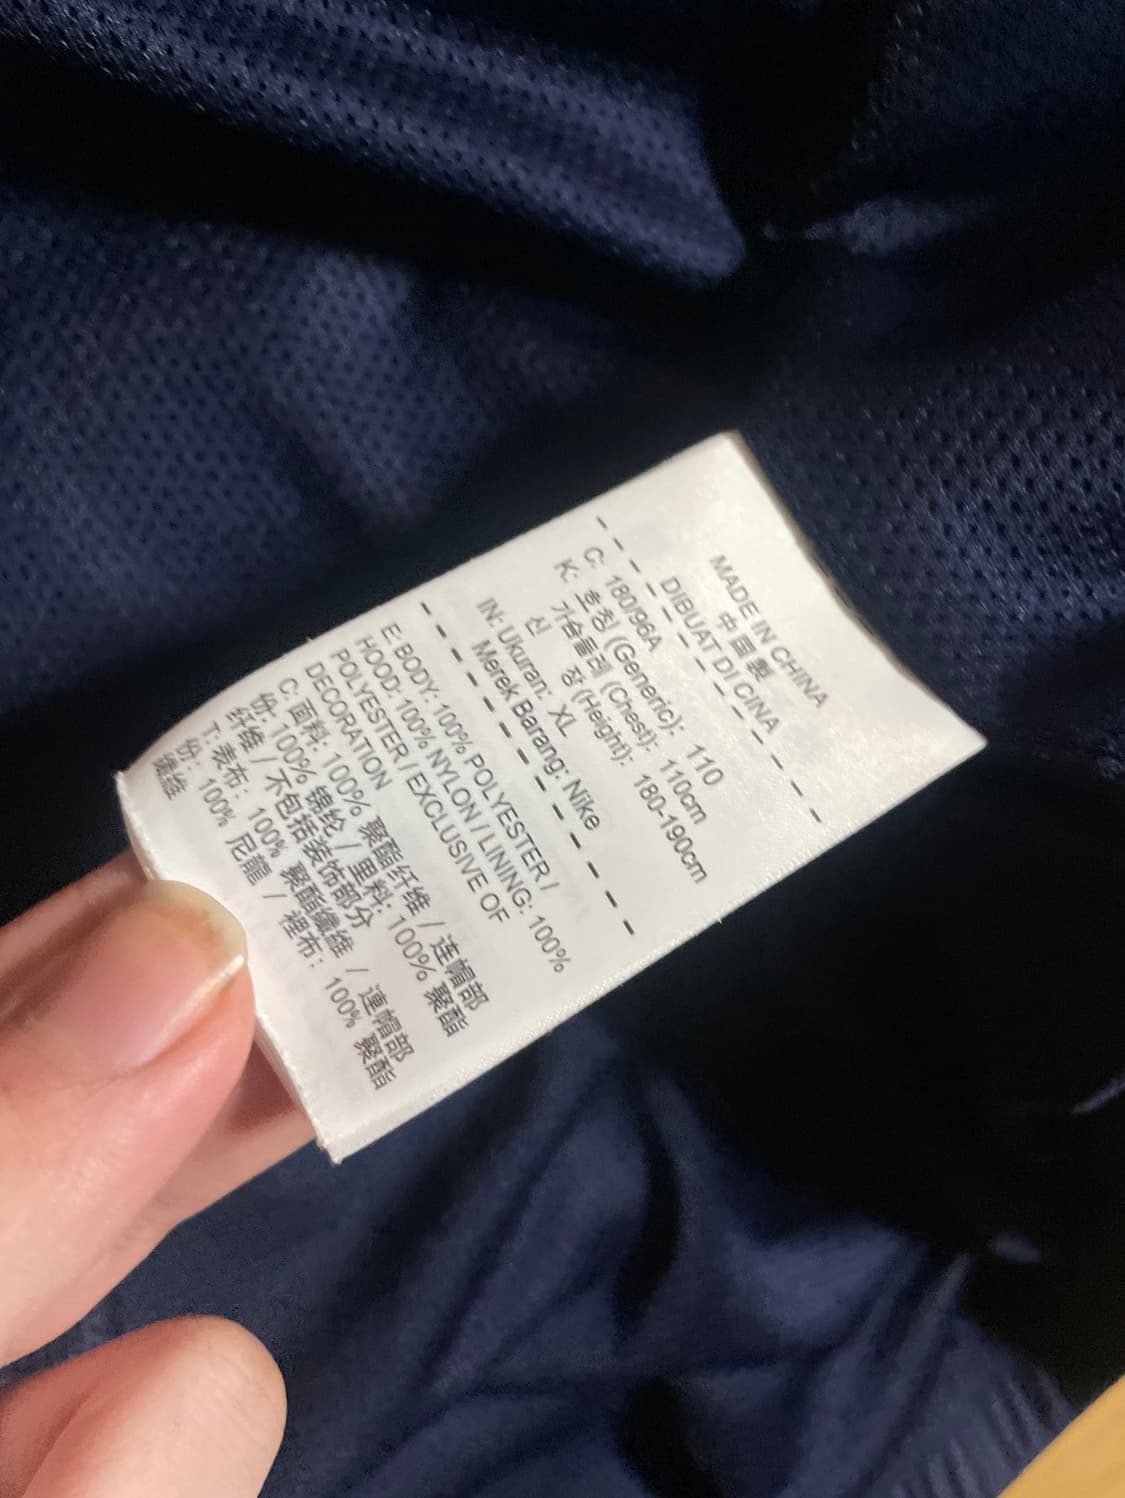 MADE IN CHINA
中國製
DIBUAT DI CINA
C: 180/96A
K: 호칭 (Generic): 110
가슴둘레 (Chest): 110cm
신 장 (Height): 180-190cm
IN: Ukuran: XL
Merek Barang: Nike
E: BODY: 100% POLYESTER /
HOOD: 100% NYLON / LINING: 100%
POLYESTER / EXCLUSIVE OF
DECORATION
C: 面料: 100% 聚酯纤维 / 连帽部
份: 100% 锦纶 / 里料: 100% 聚酯
纤维 / 不包括装饰部分
T: 表布: 100% 聚酯纖維 / 連帽部
份: 100% 尼龍 / 裡布: 100% 聚酯
纖維